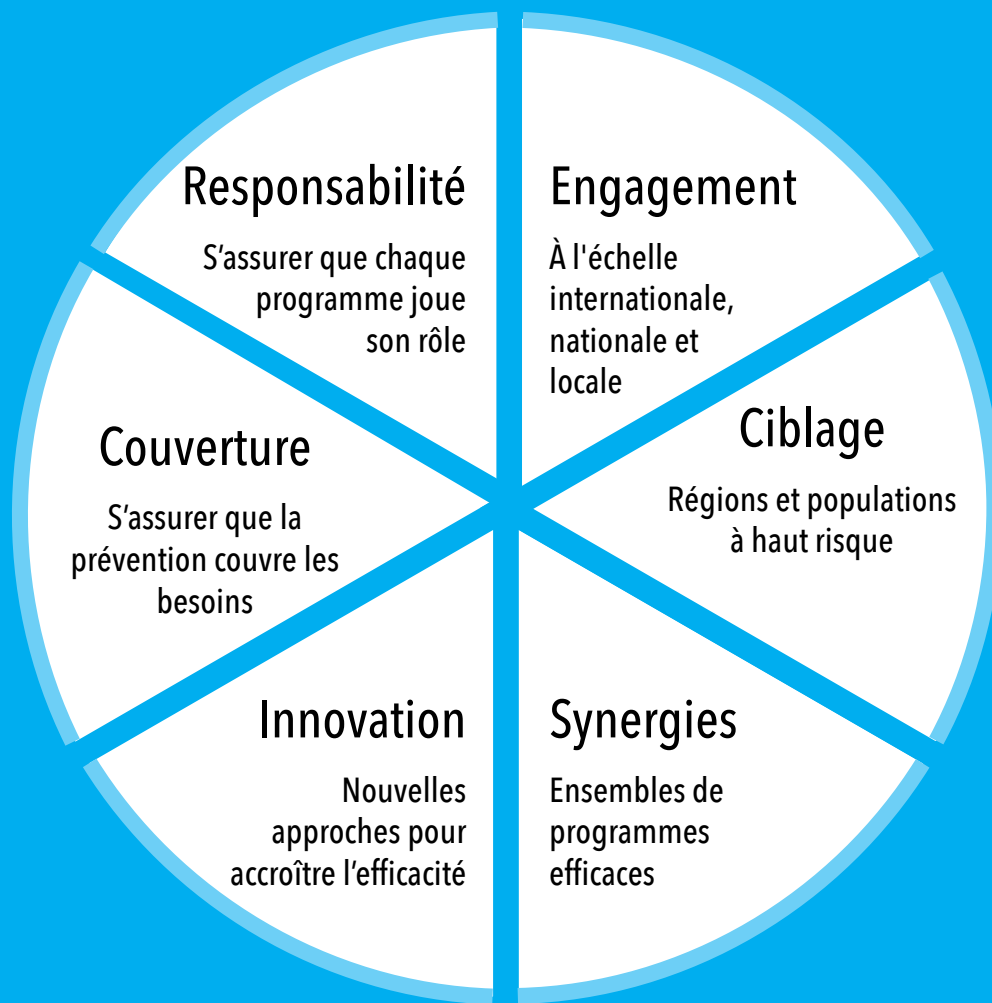 Responsabilité
S’assurer que chaque
programme joue
son rôle
Engagement
À l'échelle
internationale,
nationale et
locale
Ciblage
Régions et populations
à haut risque
Synergies
Ensembles de
programmes
efficaces
Innovation
Nouvelles
approches pour
accroître l’efficacité
Couverture
S’assurer que la
prévention couvre les
besoins